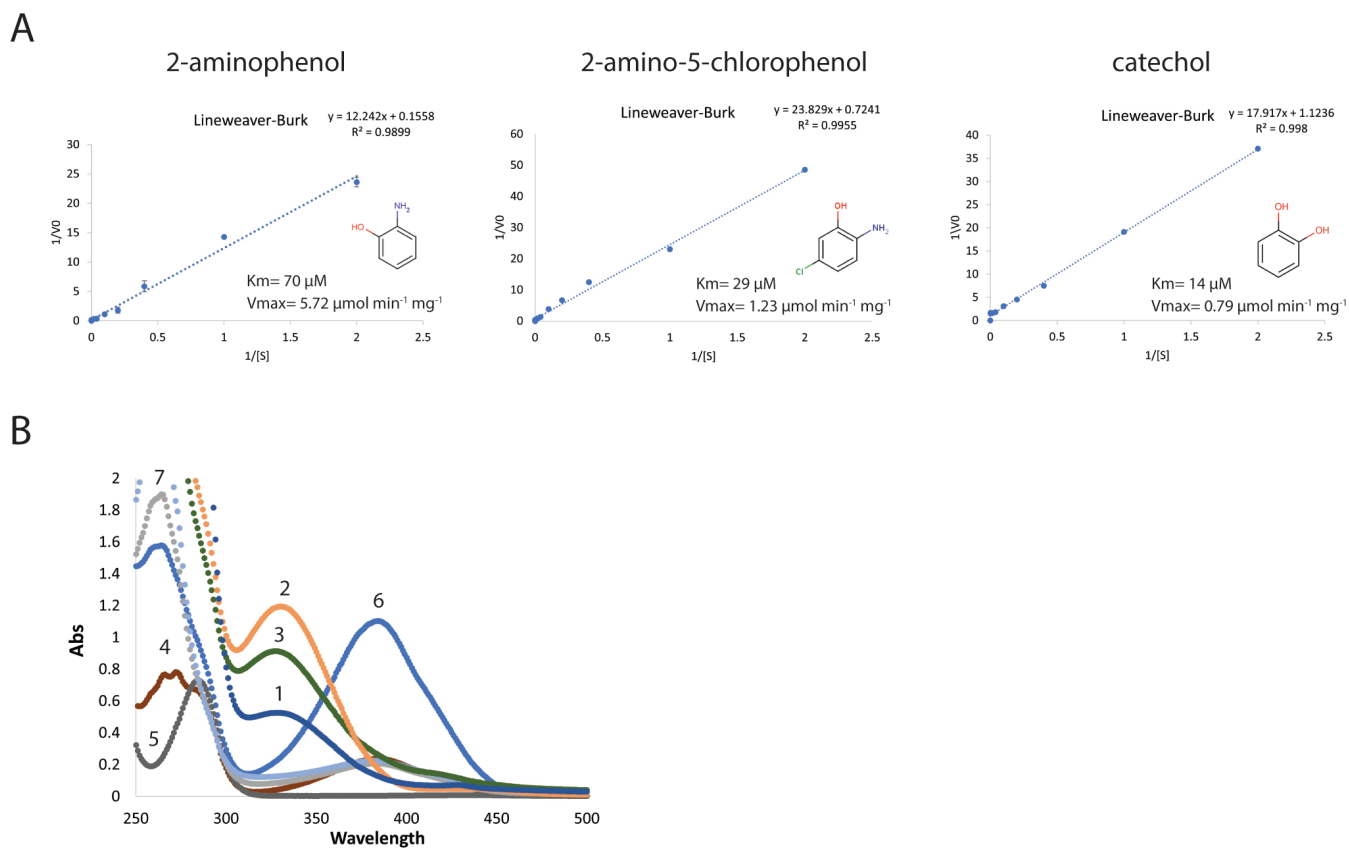 A
2-aminophenol
Lineweaver-Burk
y = 12.242x + 0.1558
R² = 0.9899
30
25
20
15
10
5
0
1/V0
0
0.5
1
1.5
2
2.5
1/[S]
NH₂
HO
Km= 70 µM
Vmax= 5.72 µmol min⁻¹ mg⁻¹
2-amino-5-chlorophenol
Lineweaver-Burk
y = 23.829x + 0.7241
R² = 0.9955
60
50
40
30
20
10
0
1/V0
0
0.5
1
1.5
2
2.5
1/[S]
OH
NH₂
Cl
Km= 29 µM
Vmax= 1.23 µmol min⁻¹ mg⁻¹
catechol
Lineweaver-Burk
y = 17.917x + 1.1236
R² = 0.998
40
35
30
25
20
15
10
5
0
1\V0
0
0.5
1
1.5
2
2.5
1/[S]
OH
OH
Km= 14 µM
Vmax= 0.79 µmol min⁻¹ mg⁻¹
B
2
1.8
1.6
1.4
1.2
1
0.8
0.6
0.4
0.2
0
Abs
7
2
6
3
4
1
5
250
300
350
400
450
500
Wavelength